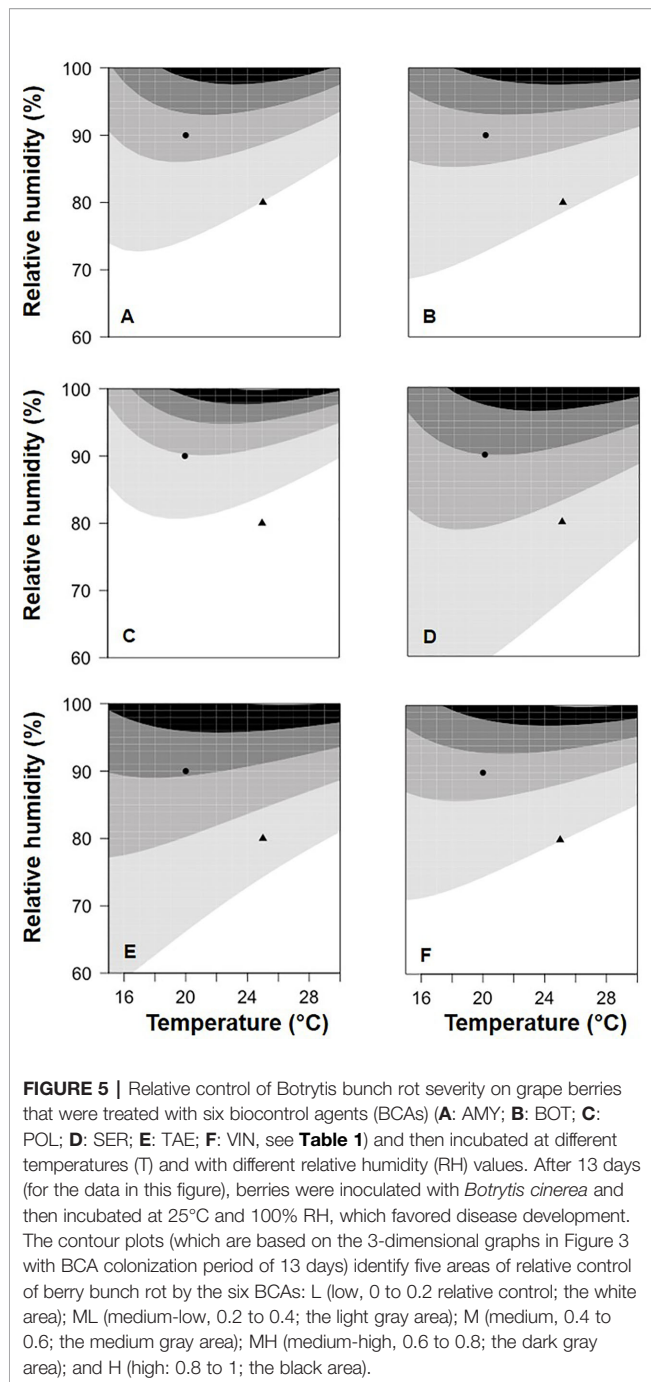 100
90
80
70
60
Relative humidity (%)
A
B
100
90
80
70
60
Relative humidity (%)
C
D
100
90
80
70
60
Relative humidity (%)
E
F
16 20 24 28
16 20 24 28
Temperature (°C)
Temperature (°C)
FIGURE 5 | Relative control of Botrytis bunch rot severity on grape berries
that were treated with six biocontrol agents (BCAs) (A: AMY; B: BOT; C:
POL; D: SER; E: TAE; F: VIN, see Table 1) and then incubated at different
temperatures (T) and with different relative humidity (RH) values. After 13 days
(for the data in this figure), berries were inoculated with Botrytis cinerea and
then incubated at 25°C and 100% RH, which favored disease development.
The contour plots (which are based on the 3-dimensional graphs in Figure 3
with BCA colonization period of 13 days) identify five areas of relative control
of berry bunch rot by the six BCAs: L (low, 0 to 0.2 relative control; the white
area); ML (medium-low, 0.2 to 0.4; the light gray area); M (medium, 0.4 to
0.6; the medium gray area); MH (medium-high, 0.6 to 0.8; the dark gray
area); and H (high: 0.8 to 1; the black area).